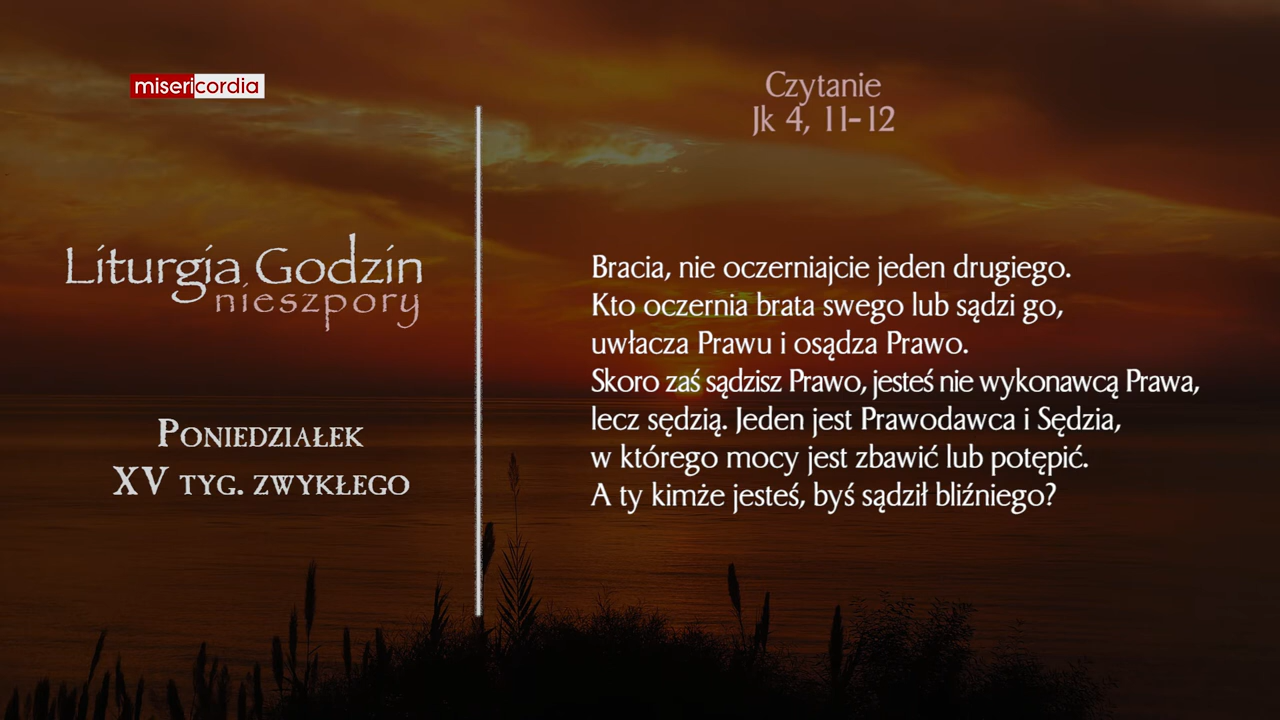 misericordia
Liturgia Godzin
nieszpory
Poniedziałek
XV tyg. zwykłego
Czytanie
Jk 4, 11-12
Bracia, nie oczerniajcie jeden drugiego.
Kto oczernia brata swego lub sądzi go,
uwłacza Prawu i osądza Prawo.
Skoro zaś sądzisz Prawo, jesteś nie wykonawcą Prawa,
lecz sędzią. Jeden jest Prawodawca i Sędzia,
w którego mocy jest zbawić lub potępić.
A ty kimże jesteś, byś sądził bliźniego?